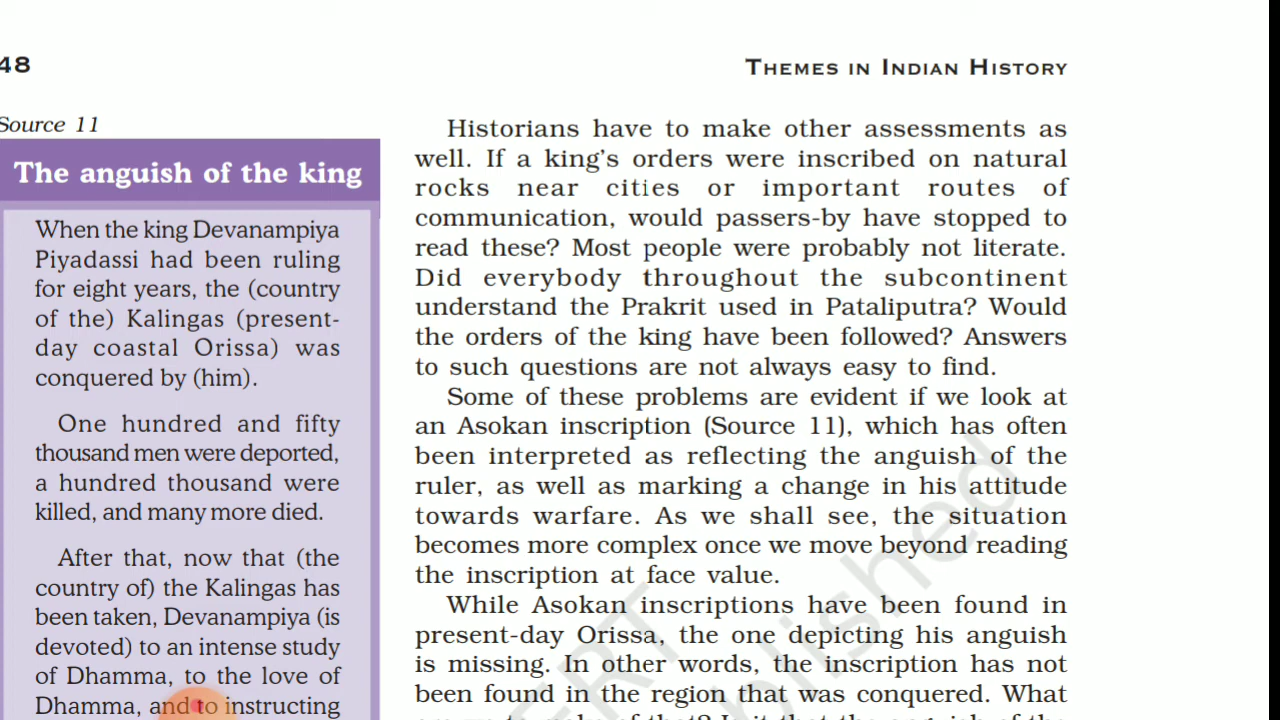 48
THEMES IN INDIAN HISTORY
Source 11
The anguish of the king
When the king Devanampiya
Piyadassi had been ruling
for eight years, the (country
of the) Kalingas (present-
day coastal Orissa) was
conquered by (him).
One hundred and fifty
thousand men were deported,
a hundred thousand were
killed, and many more died.
After that, now that (the
country of) the Kalingas has
been taken, Devanampiya (is
devoted) to an intense study
of Dhamma, to the love of
Dhamma, and to instructing
Historians have to make other assessments as
well. If a king's orders were inscribed on natural
rocks near cities or important routes of
communication, would passers-by have stopped to
read these? Most people were probably not literate.
Did everybody throughout the subcontinent
understand the Prakrit used in Pataliputra? Would
the orders of the king have been followed? Answers
to such questions are not always easy to find.
Some of these problems are evident if we look at
an Asokan inscription (Source 11), which has often
been interpreted as reflecting the anguish of the
ruler, as well as marking a change in his attitude
towards warfare. As we shall see, the situation
becomes more complex once we move beyond reading
the inscription at face value.
While Asokan inscriptions have been found in
present-day Orissa, the one depicting his anguish
is missing. In other words, the inscription has not
been found in the region that was conquered. What